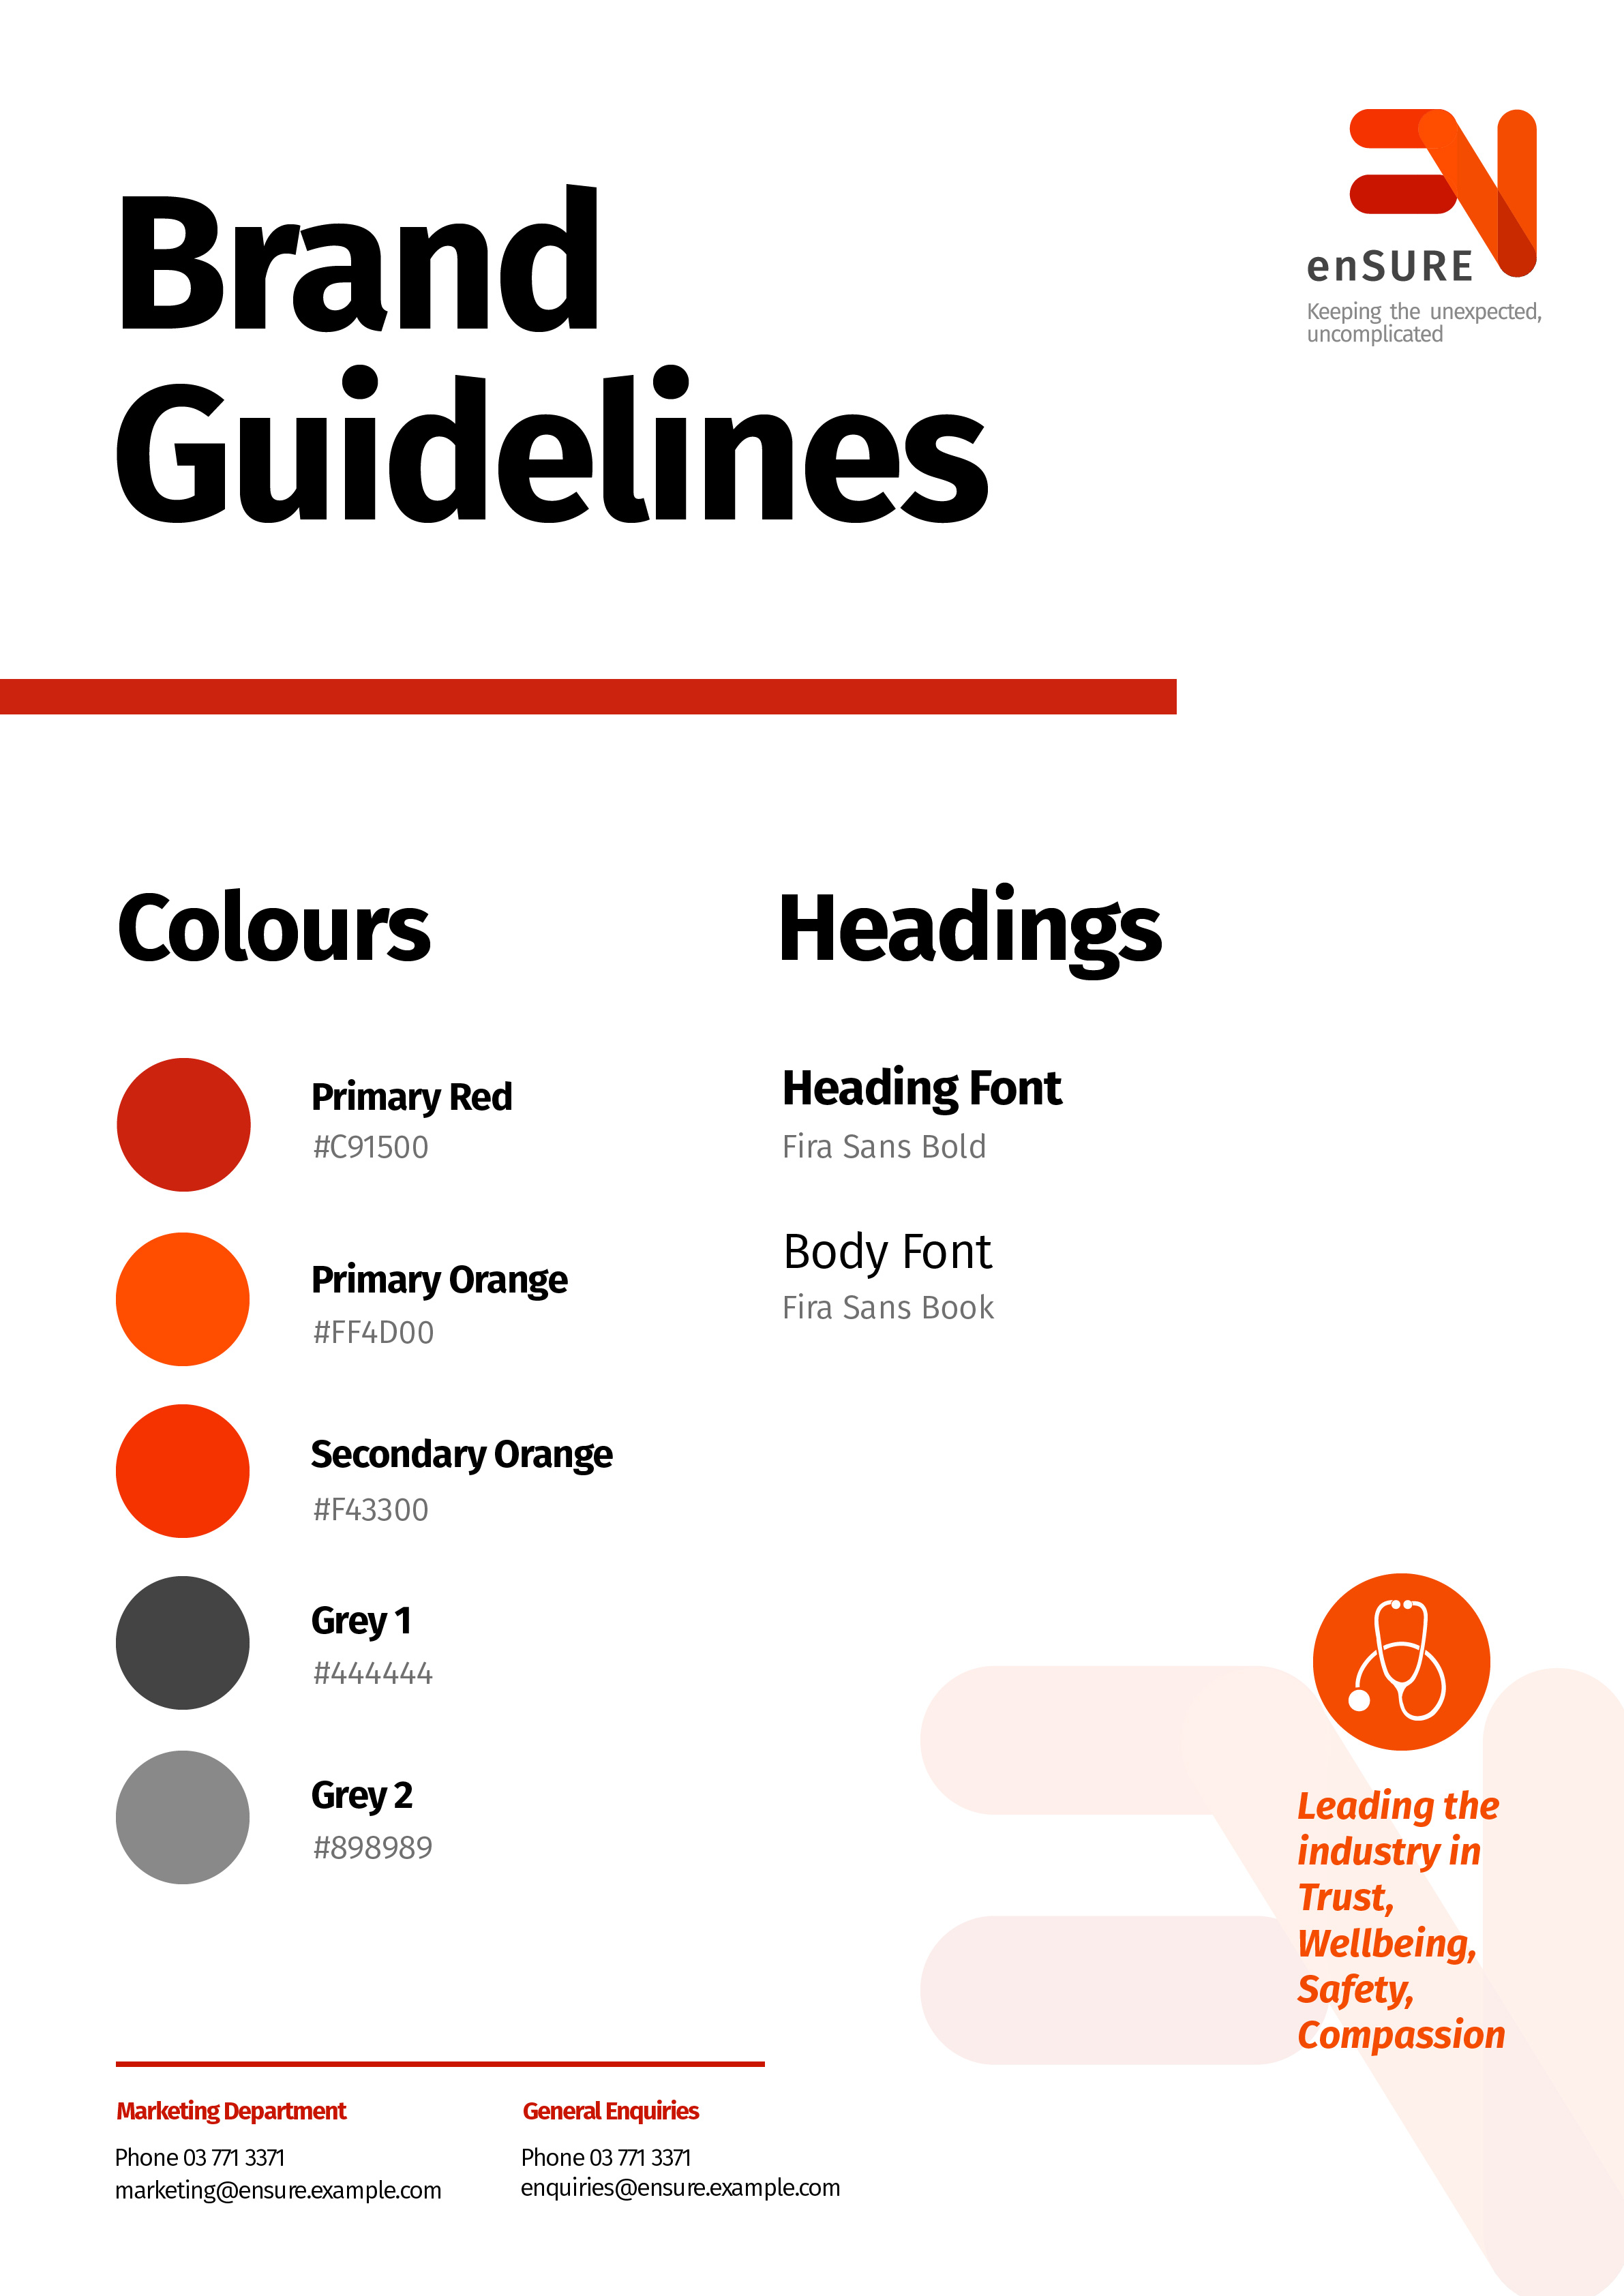 Brand
Guidelines
enSURE
Keeping the unexpected,
uncomplicated
Colours
Primary Red
#C91500
Primary Orange
#FF4D00
Secondary Orange
#F43300
Grey 1
#444444
Grey 2
#898989
Headings
Heading Font
Fira Sans Bold
Body Font
Fira Sans Book
Leading the
industry in
Trust,
Wellbeing,
Safety,
Compassion
Marketing Department
Phone 03 771 3371
marketing@ensure.example.com
General Enquiries
Phone 03 771 3371
enquiries@ensure.example.com